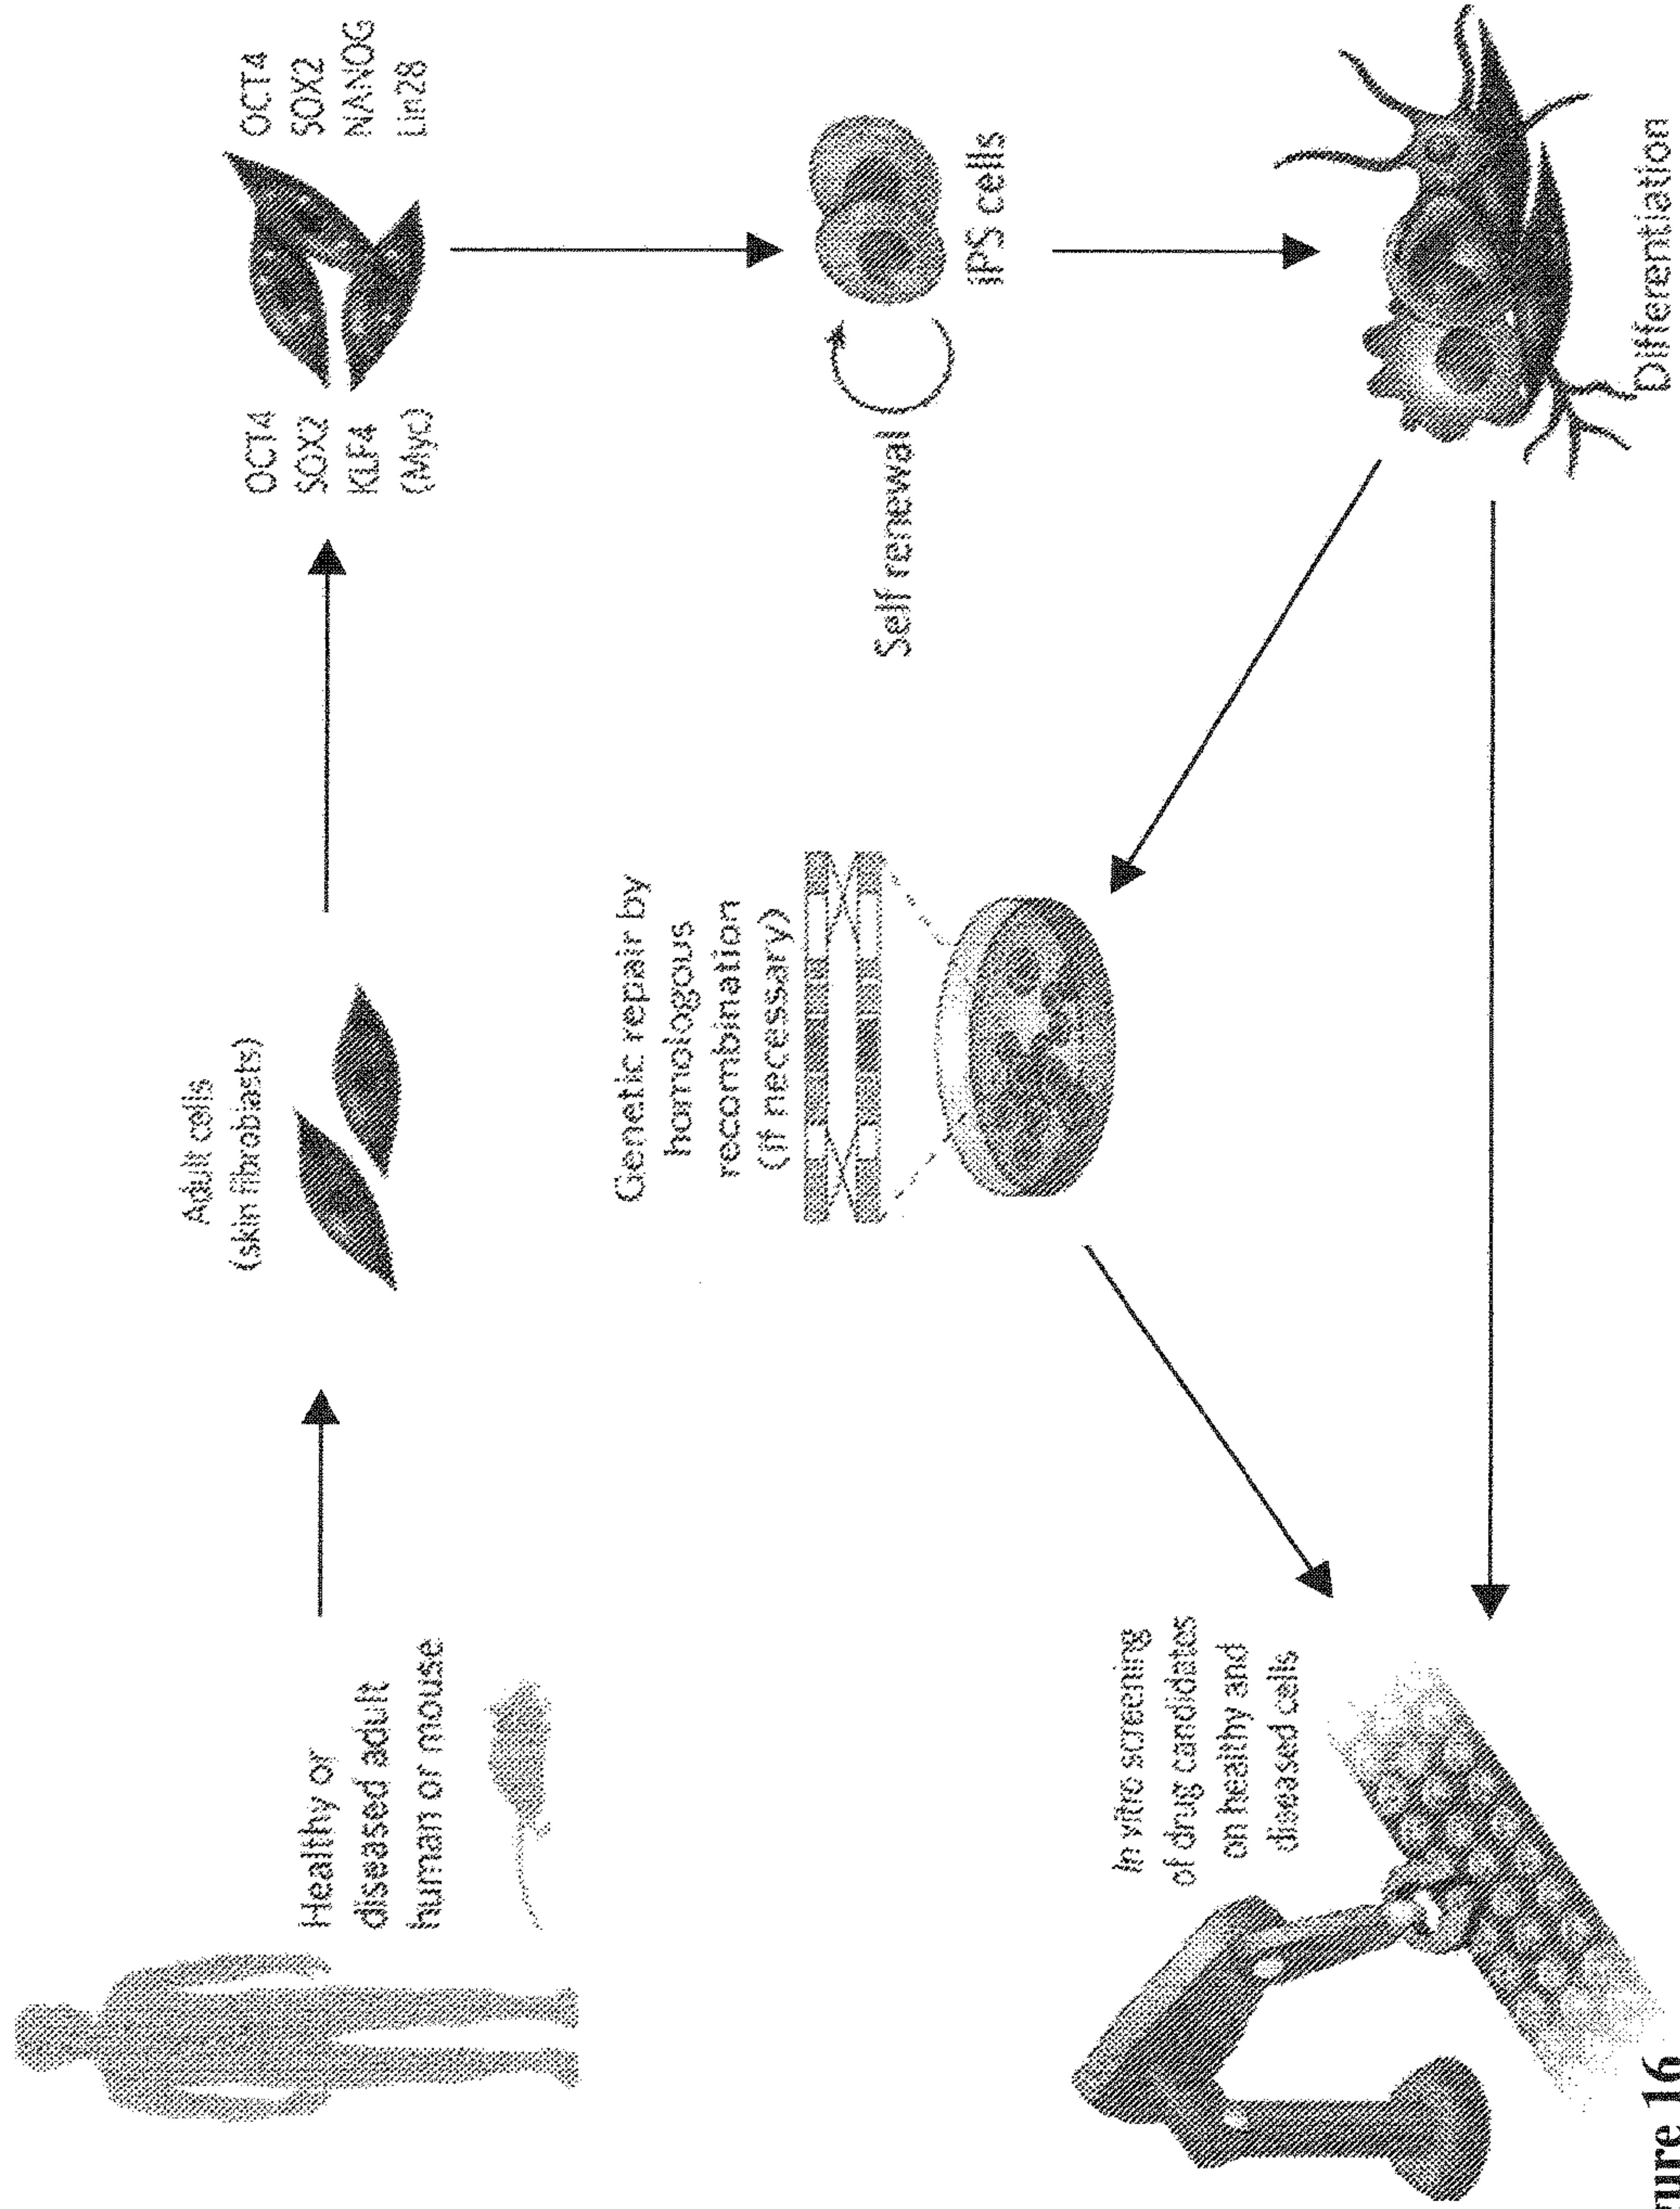 Healthy or
diseased adult
human or mouse
Adult cells
(skin fibroblasts)
OCT4
SOX2
KLF4
(Myc)
OCT4
SOX2
NANOG
Lin28
Self renewal
iPS cells
Genetic repair by
homologous
recombination
(if necessary)
Differentiation
In vitro screening
of drug candidates
on healthy and
diseased cells
ure 16